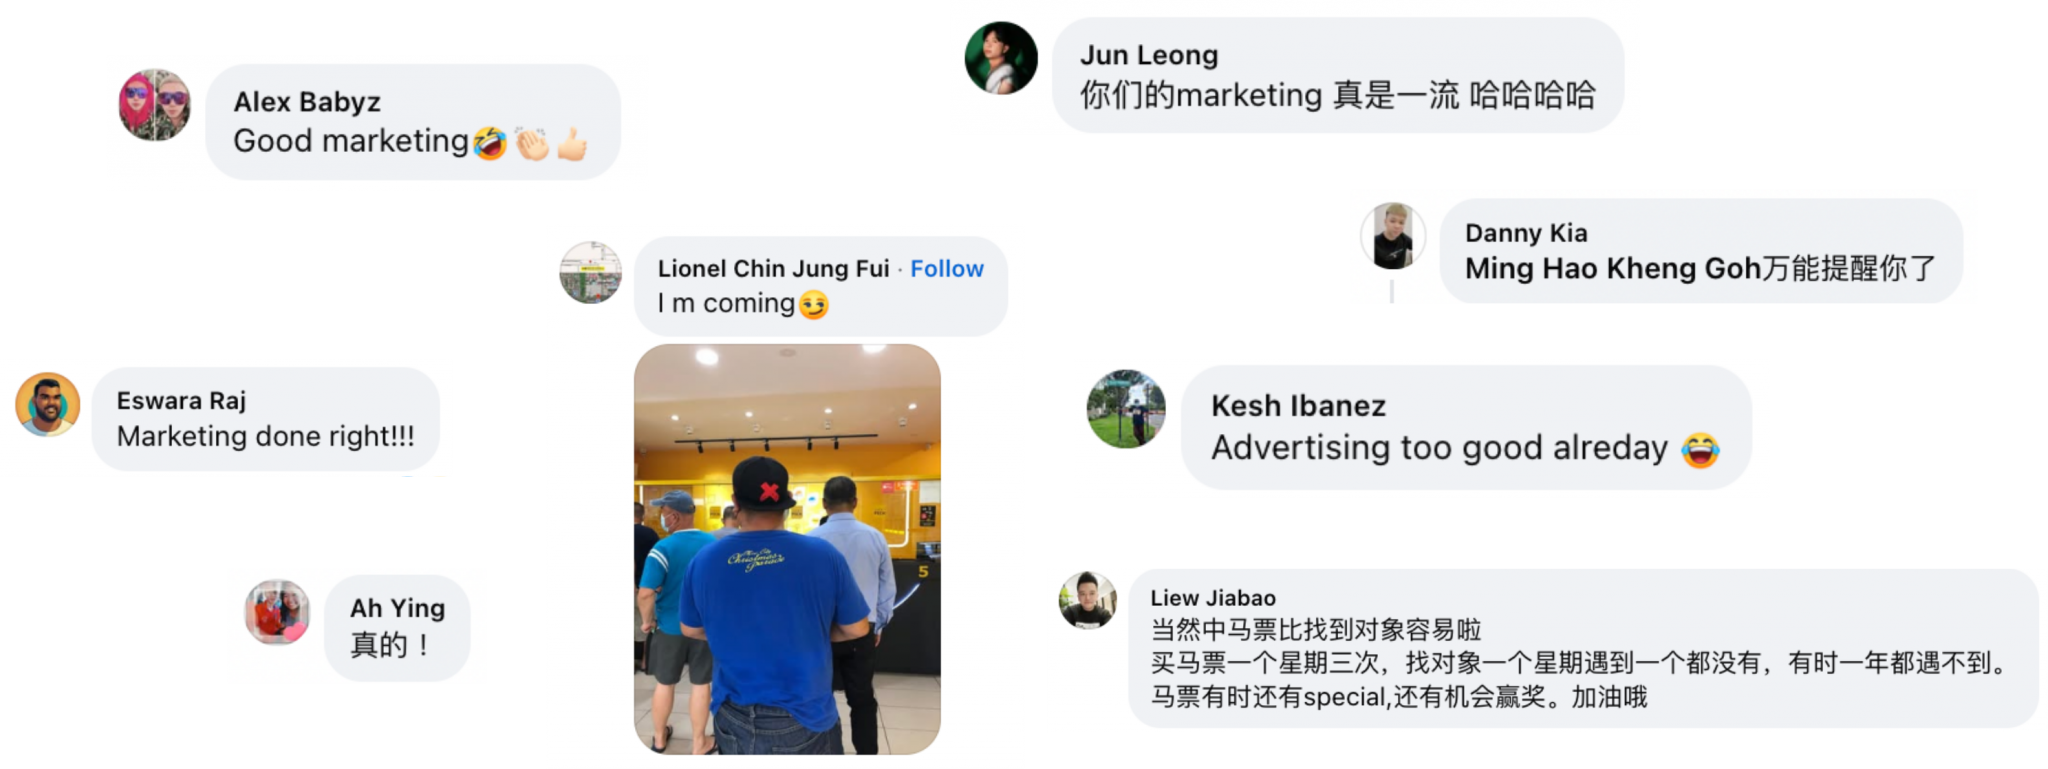 Alex Babyz
Good marketing🤣👏🏻👍🏻
Jun Leong
你们的marketing 真是一流 哈哈哈哈
Danny Kia
Ming Hao Kheng Goh万能提醒你了
Lionel Chin Jung Fui · Follow
I m coming😏
Eswara Raj
Marketing done right!!!
Kesh Ibanez
Advertising too good alreday 😂
Christmas
Parade
5
Ah Ying
真的！
Liew Jiabao
当然中马票比找到对象容易啦
买马票一个星期三次，找对象一个星期遇到一个都没有，有时一年都遇不到。
马票有时还有special,还有机会赢奖。加油哦